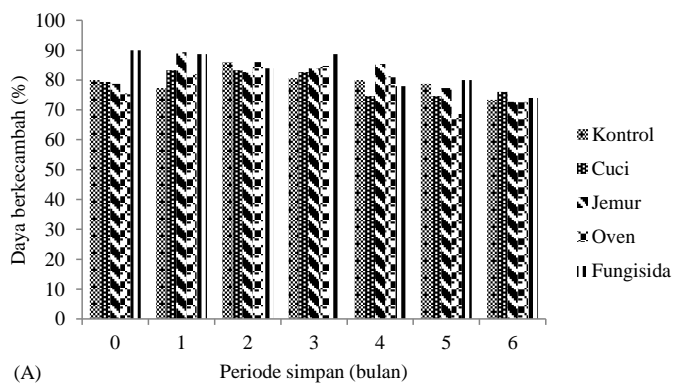 100
90
80
70
60
50
40
30
20
10
0
Daya berkecambah (%)
0 1 2 3 4 5 6
Periode simpan (bulan)
Kontrol
Cuci
Jemur
Oven
Fungisida
(A)